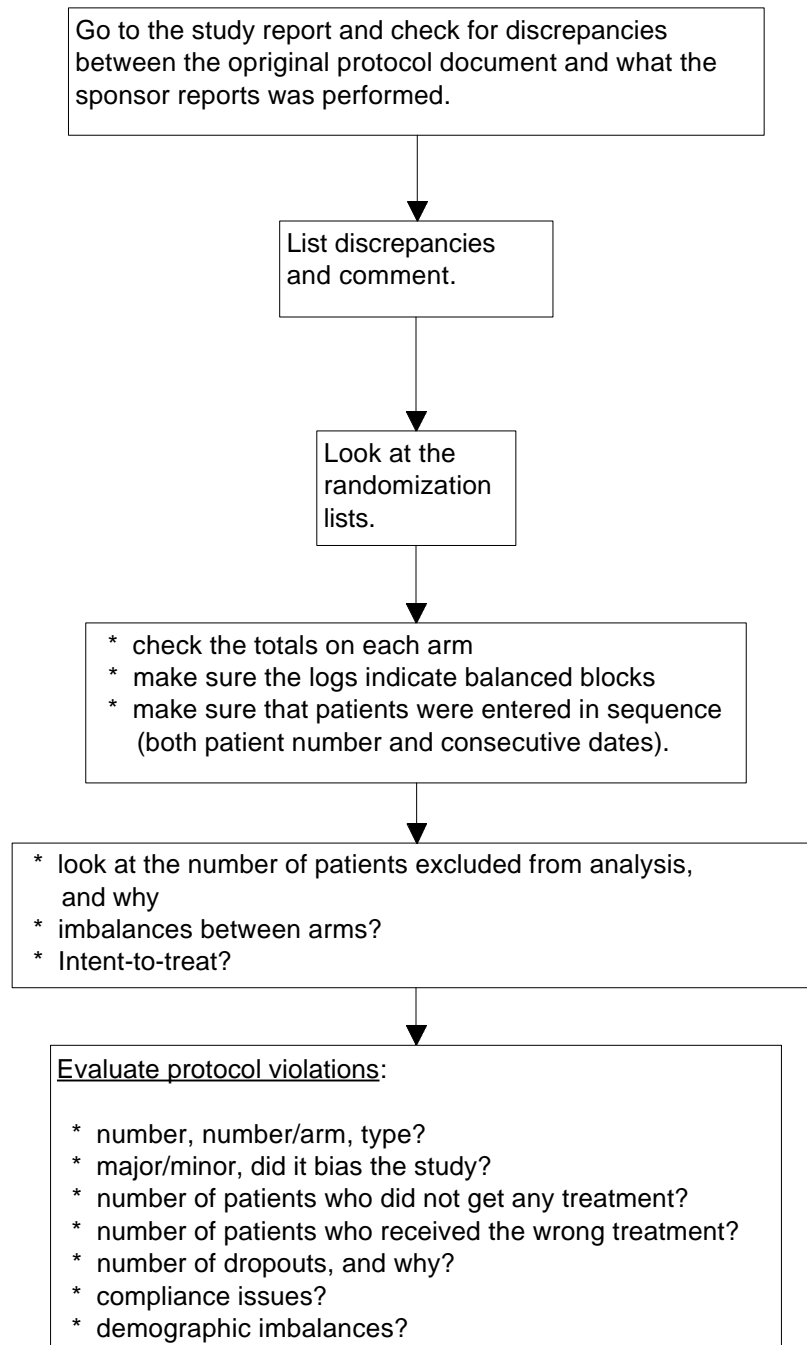 Go to the study report and check for discrepancies
between the opriginal protocol document and what the
sponsor reports was performed.
List discrepancies
and comment.
Look at the
randomization
lists.
* check the totals on each arm
* make sure the logs indicate balanced blocks
* make sure that patients were entered in sequence
(both patient number and consecutive dates).
* look at the number of patients excluded from analysis,
and why
* imbalances between arms?
* Intent-to-treat?
Evaluate protocol violations:
* number, number/arm, type?
* major/minor, did it bias the study?
* number of patients who did not get any treatment?
* number of patients who received the wrong treatment?
* number of dropouts, and why?
* compliance issues?
* demographic imbalances?